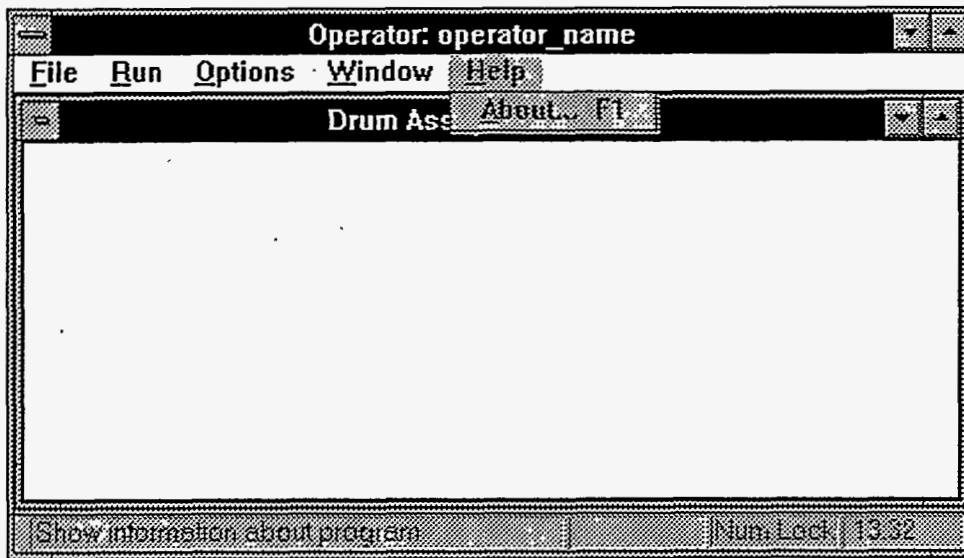 Operator: operator_name
File Run Options Window Help
About... F1
Drum Ass
Show information about program
Num Lock 13:32